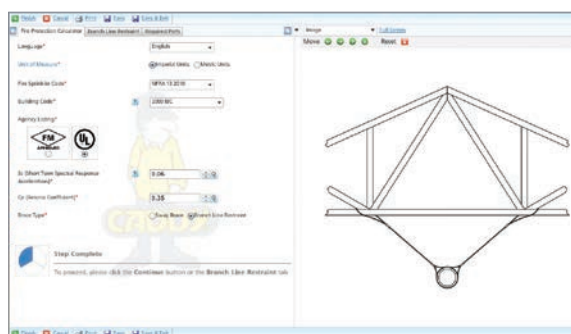 Finish Cancel Print Save Save & Exit
Fire Protection Calculator Branch Line Restraint Required Parts
Image Full Screen
Move Reset
Language* English
Unit of Measure* Imperial Units Metric Units
Fire Sprinkler Code* NFPA 13 2010
Building Code* IBC
Agency Listing*
FM
APPROVED
UL
Ss (Short Term Spectral Response
Acceleration)* 0.06
Cp (Seismic Coefficient)* 0.35
Brace Type* Sway Brace Branch Line Restraint
CADDY
Step Complete
To proceed, please click the Continue button or the Branch Line Restraint tab
Finish Cancel Print Save Save & Exit